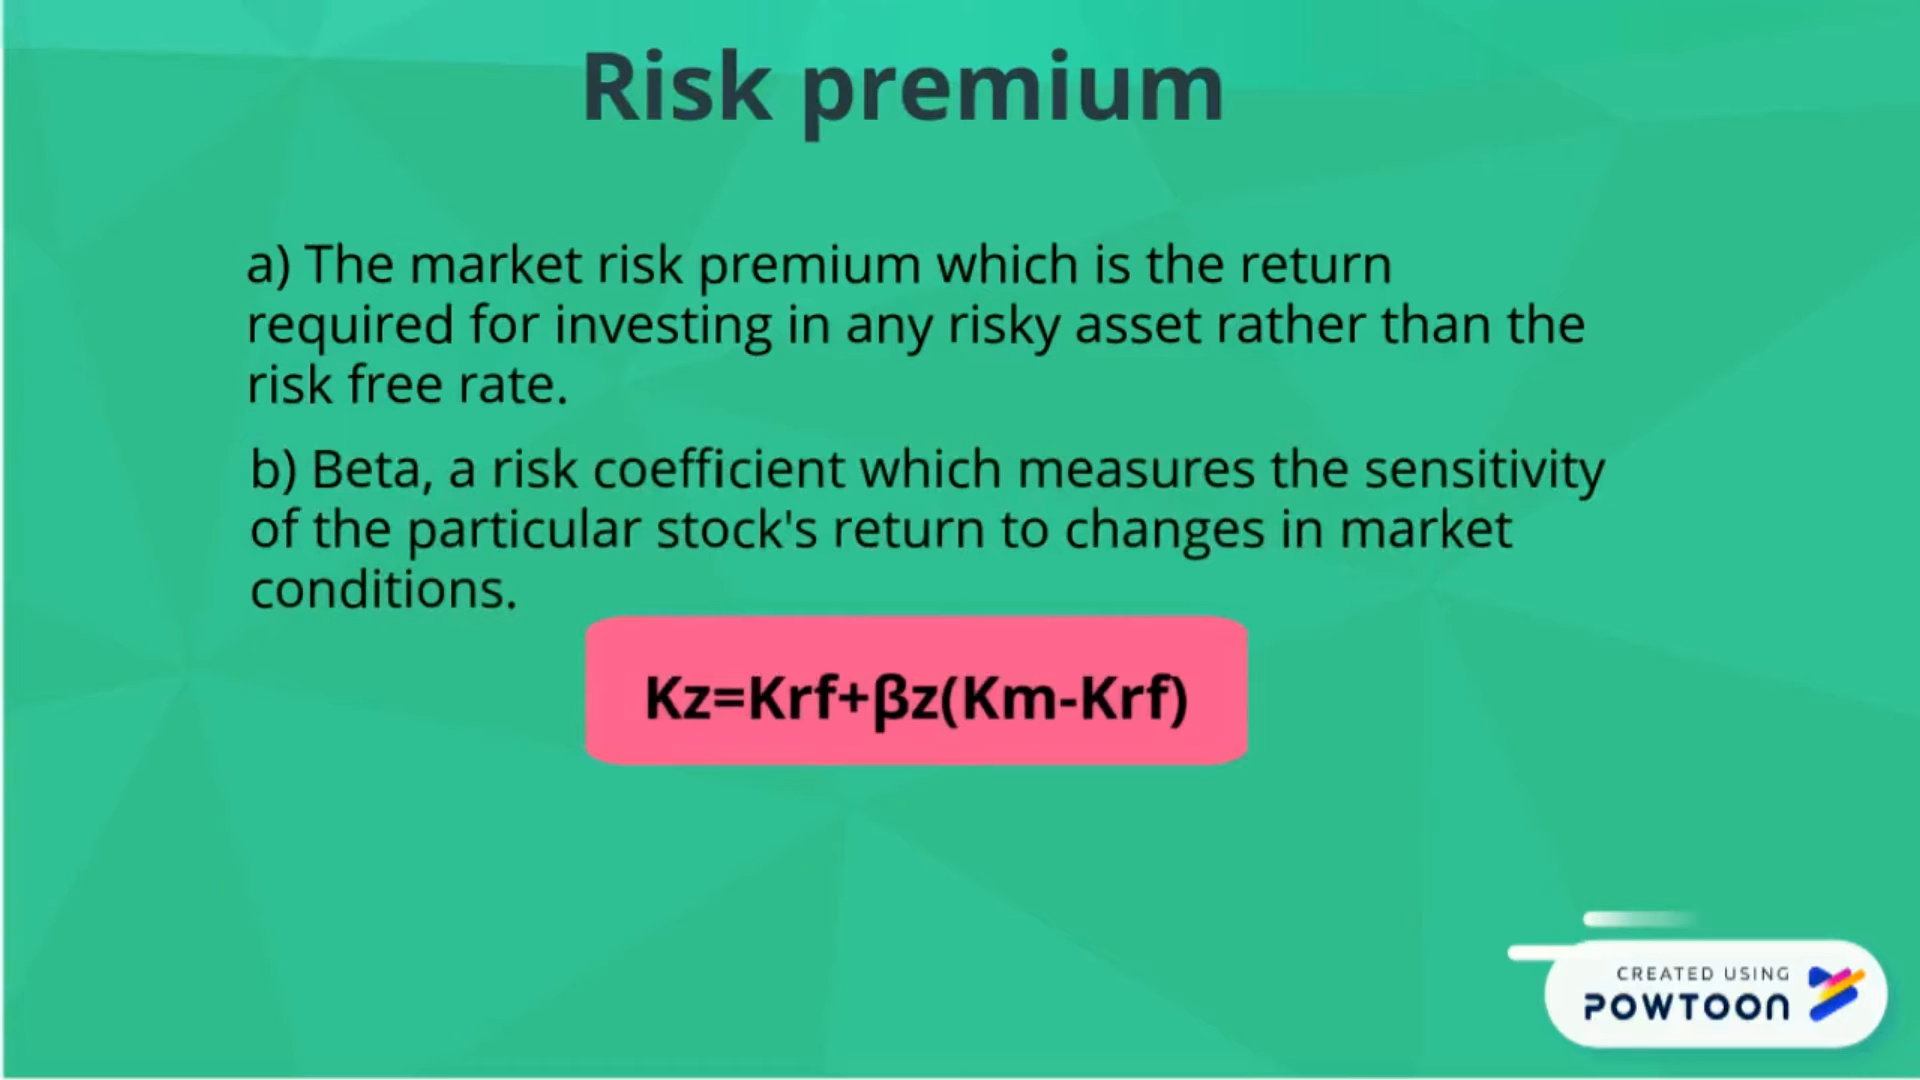 Risk premium
a) The market risk premium which is the return
required for investing in any risky asset rather than the
risk free rate.
b) Beta, a risk coefficient which measures the sensitivity
of the particular stock's return to changes in market
conditions.
Kz=Krf+βz(Km-Krf)
CREATED USING
POWTOON